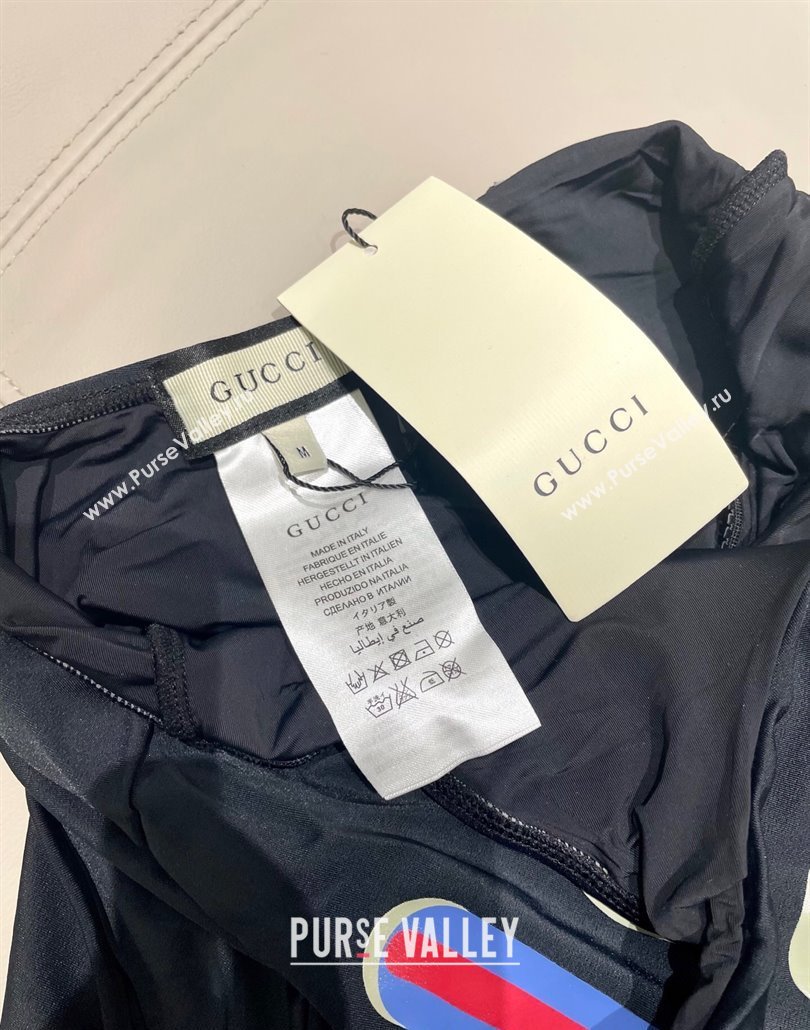 GUCCI
M
GUCCI
MADE IN ITALY
FABRIQUE EN ITALIE
HERGESTELLT IN ITALIEN
HECHO EN ITALIA
PRODUZIDO NA ITALIA
СДЕЛАНО В ИТАЛИИ
イタリア製
产地 意大利
صنع في إيطاليا
30
GUCCI
www.PurseValley.ru
www.PurseValley.ru
PURSE VALLEY